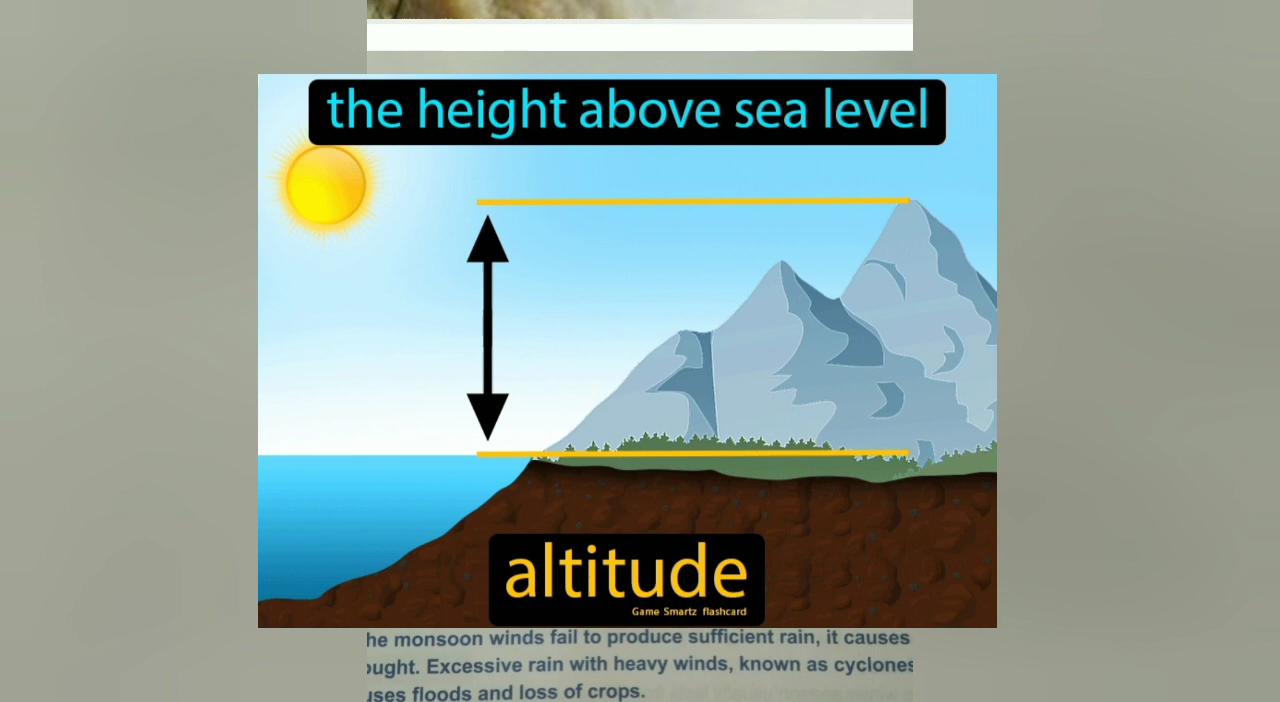 the height above sea level
altitude
Game Smartz flashcard
he monsoon winds fail to produce sufficient rain, it causes
ought. Excessive rain with heavy winds, known as cyclones
uses floods and loss of crops.